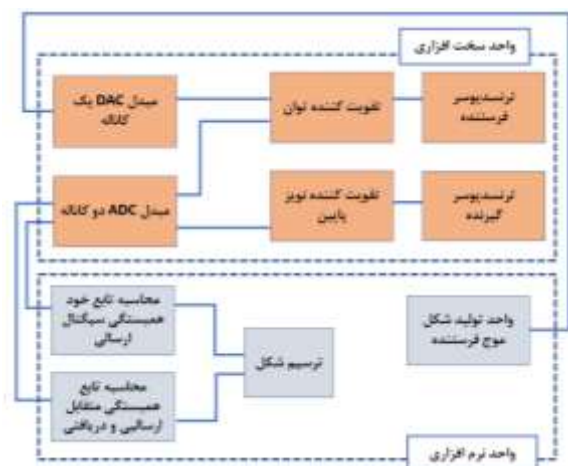 واحد سخت افزاری
ترنسدیوسر
فرستنده
تقویت کننده توان
مبدل DAC یک
کاناله
ترنسدیوسر
گیرنده
تقویت کننده نویز
پایین
مبدل ADC دو کاناله
واحد تولید شکل
موج فرستنده
ترسیم شکل
محاسبه تابع خود
همبستگی سیگنال
ارسالی
محاسبه تابع
همبستگی متقابل
ارسالیی و دریافتی
واحد نرم افزاری